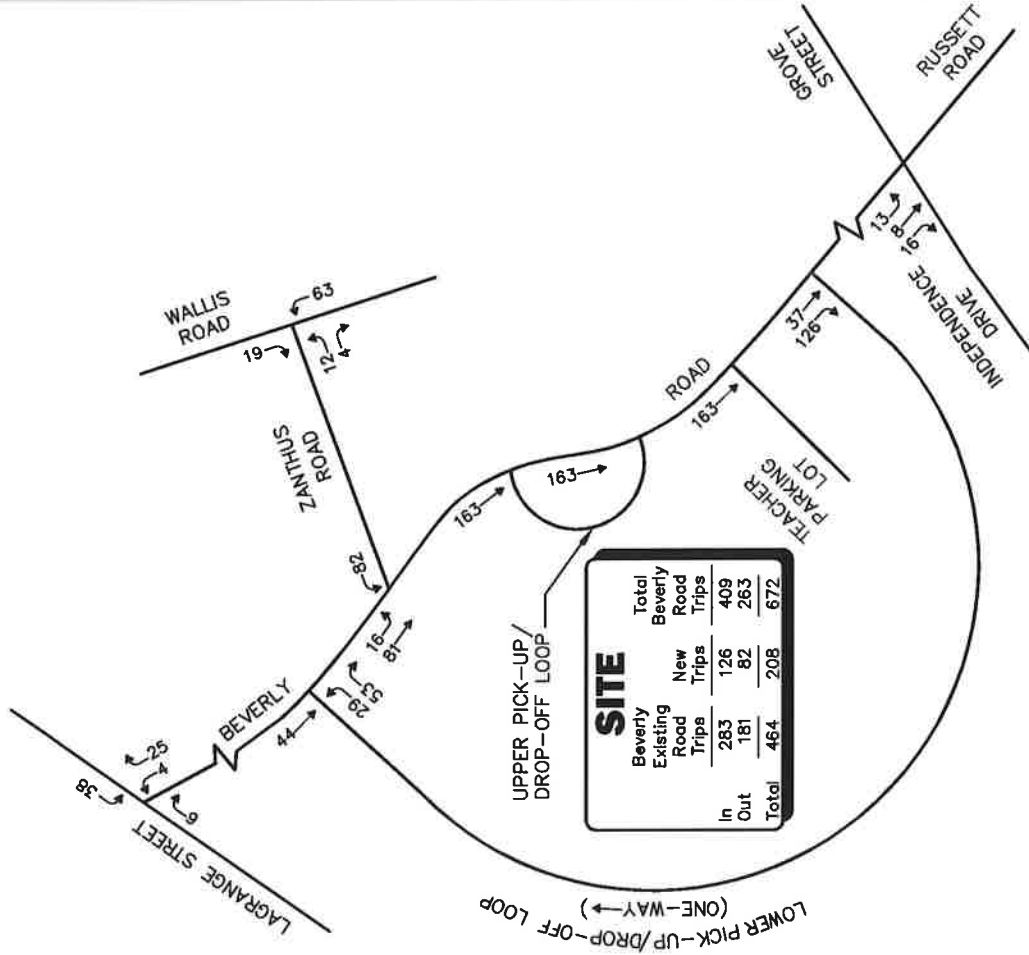 GROVE
STREET
RUSSETT
ROAD
WALLIS
ROAD
63
19
12
4
13
8
16
INDEPENDENCE
DRIVE
ZANTHUS
ROAD
ROAD
37
126
163
163
163
TEACHER
PARKING
LOT
82
16
81
BEVERLY
53
29
44
25
4
38
6
LAGRANGE STREET
UPPER PICK-UP/
DROP-OFF LOOP
SITE
Beverly Existing Road Trips New Trips Total Beverly Road Trips
In 283 126 409
Out 181 82 263
Total 464 208 672
LOWER PICK-UP/DROP-OFF LOOP
(ONE-WAY→)